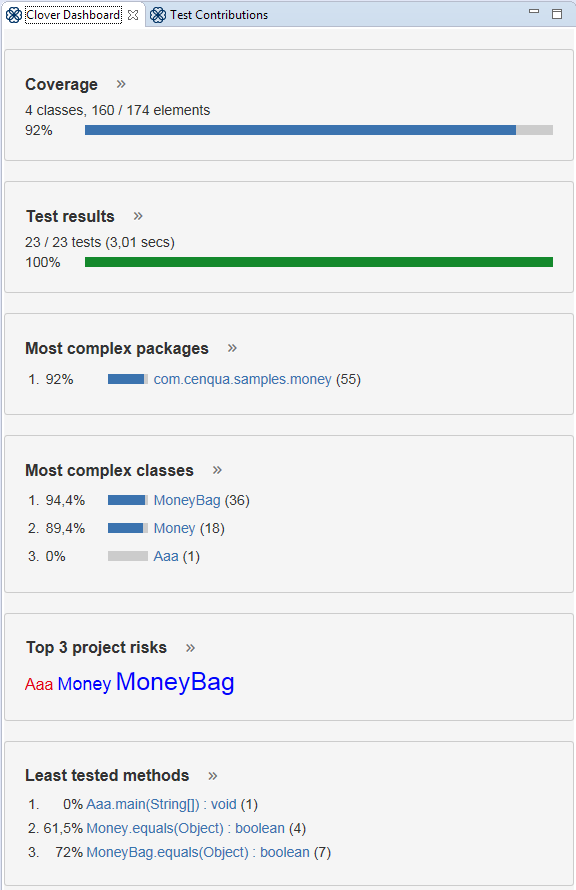 Clover Dashboard Test Contributions
Coverage »
4 classes, 160 / 174 elements
92%
Test results »
23 / 23 tests (3,01 secs)
100%
Most complex packages »
1. 92% com.cenqua.samples.money (55)
Most complex classes »
1. 94,4% MoneyBag (36)
2. 89,4% Money (18)
3. 0% Aaa (1)
Top 3 project risks »
Aaa Money MoneyBag
Least tested methods »
1. 0% Aaa.main(String[]) : void (1)
2. 61,5% Money.equals(Object) : boolean (4)
3. 72% MoneyBag.equals(Object) : boolean (7)